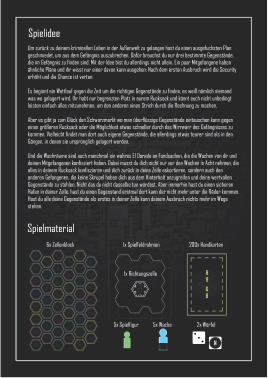 Spielidee
Um zurück zu deinem kriminellen Leben in der Außenwelt zu gelangen hast du einen ausgefuchsten Plan
geschmiedet, um aus dem Gefängnis auszubrechen. Dafür brauchst du nur drei bestimmte Gegenstände,
die im Gefängnis zu finden sind. Mit der Idee bist du allerdings nicht allein. Ein paar Mitgefangene haben
ähnliche Pläne und ihr wisst nur einer davon kann ausgehen. Nach dem ersten Ausbruch wird die Security
erhöht und die Chance ist vertan.
Es beginnt ein Wettlauf gegen die Zeit um die richtigen Gegenstände zu finden, es weiß nämlich niemand
was wo gelagert wird. Ihr habt nur begrenzten Platz in eurem Rucksack und könnt euch nicht unbedingt
leisten einfach alles mitzunehmen, um den anderen einen Strich durch die Rechnung zu machen.
Aber es gibt ja zum Glück den Schwarzmarkt wo man überflüssige Gegenstände eintauschen kann gegen
einen größeren Rucksack oder die Möglichkeit etwas schneller durch das Wirrwarr des Gefängnisses zu
kommen. Vielleicht findet man dort auch eigene Gegenstände, die allerdings etwas teurer sind als in den
Gängen, in denen sie ursprünglich gelagert werden.
Und die Wachräume sind auch manchmal ein wahres El Dorado an Fundsachen, die die Wachen von dir und
deinen Mitgefangenen konfisziert haben. Dabei musst du dich nicht nur vor den Wachen in Acht nehmen, die
alles in deinem Rucksack konfiszieren und dich zurück in deine Zelle eskortieren, sondern auch den
anderen Gefangenen, die keine Skrupel haben dich aus dem Hinterhalt anzugreifen und deine wertvollen
Gegenstände zu stehlen. Nicht das du nicht dasselbe tun würdest. Aber immerhin hast du einen sicheren
Hafen in deiner Zelle, hast du einen Gegenstand erstmal dort kann der nicht mehr unter die Räder kommen.
Hast du alle deine Gegenstände als erstes in deiner Zelle kann deinem Ausbruch nichts mehr im Wege
stehen.
Spielmaterial
6x Zellenblock
1x Spielfeldrahmen
200x Handkarten
1x Richtungszelle
5x Spielfigur
5x Wache
2x Würfel